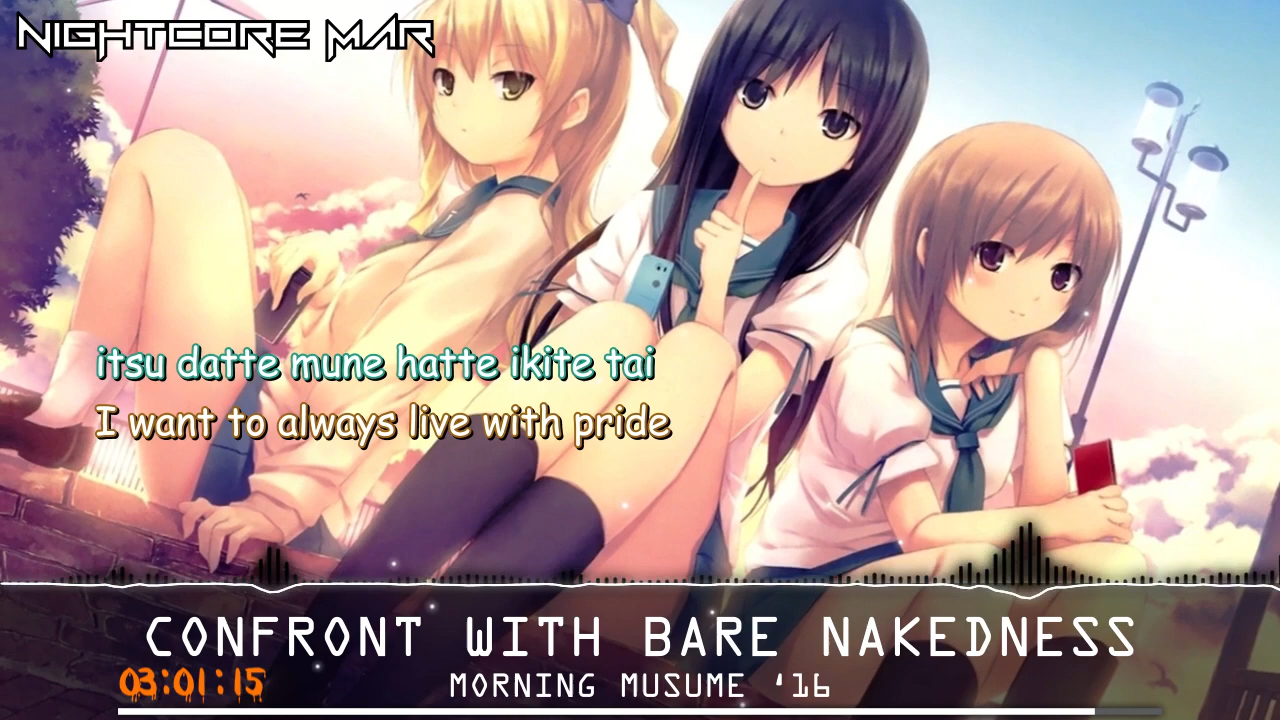 NIGHTCORE MAR
itsu datte mune hatte ikite tai
I want to always live with pride
CONFRONT WITH BARE NAKEDNESS
03:01:15
MORNING MUSUME '16